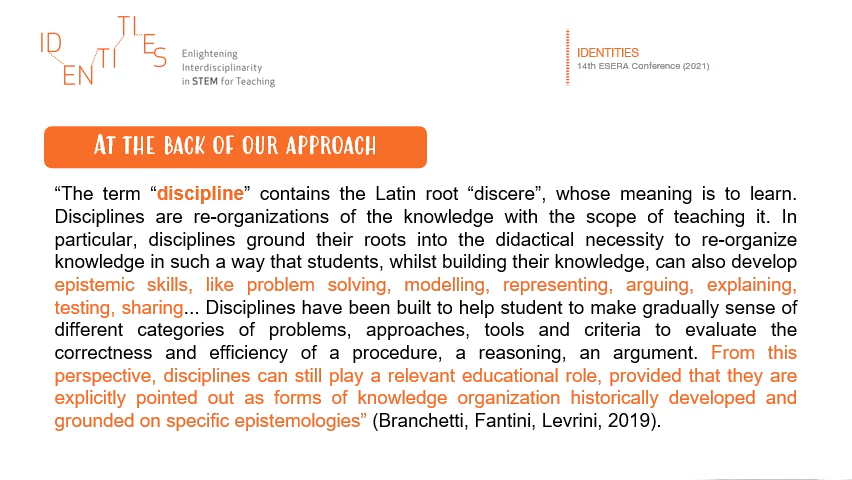 IDENTITIES
Enlightening
Interdisciplinarity
in STEM for Teaching
IDENTITIES
14th ESERA Conference (2021)
AT THE BACK OF OUR APPROACH
“The term “discipline” contains the Latin root “discere”, whose meaning is to learn.
Disciplines are re-organizations of the knowledge with the scope of teaching it. In
particular, disciplines ground their roots into the didactical necessity to re-organize
knowledge in such a way that students, whilst building their knowledge, can also develop
epistemic skills, like problem solving, modelling, representing, arguing, explaining,
testing, sharing... Disciplines have been built to help student to make gradually sense of
different categories of problems, approaches, tools and criteria to evaluate the
correctness and efficiency of a procedure, a reasoning, an argument. From this
perspective, disciplines can still play a relevant educational role, provided that they are
explicitly pointed out as forms of knowledge organization historically developed and
grounded on specific epistemologies” (Branchetti, Fantini, Levrini, 2019).